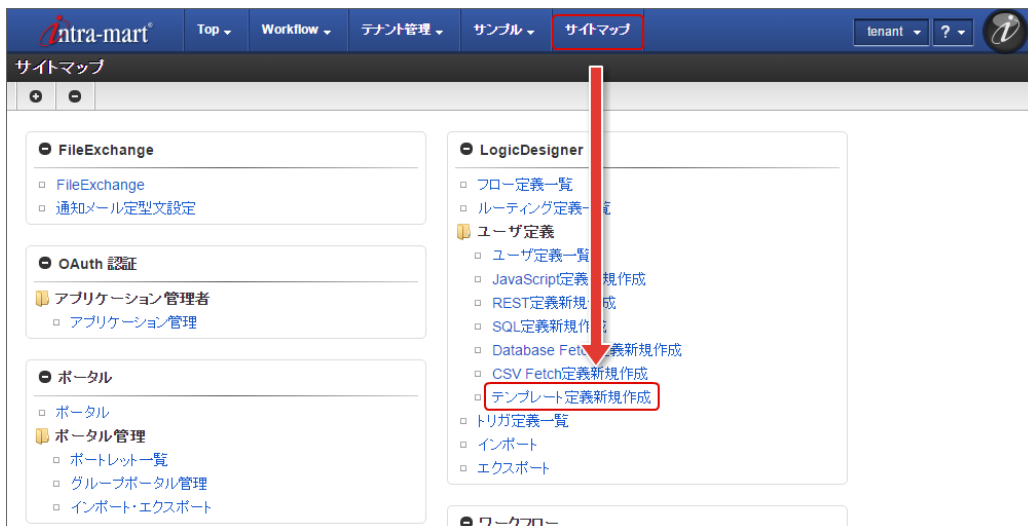 intra-mart® Top Workflow テナント管理 サンプル サイトマップ tenant ?
サイトマップ
FileExchange
FileExchange
通知メール定型文設定
OAuth 認証
アプリケーション管理者
アプリケーション管理
ポータル
ポータル
ポータル管理
ポートレット一覧
グループポータル管理
インポート・エクスポート
LogicDesigner
フロー定義一覧
ルーティング定義一覧
ユーザ定義
ユーザ定義一覧
JavaScript定義新規作成
REST定義新規作成
SQL定義新規作成
Database Fetch定義新規作成
CSV Fetch定義新規作成
テンプレート定義新規作成
トリガ定義一覧
インポート
エクスポート
ワークフロー